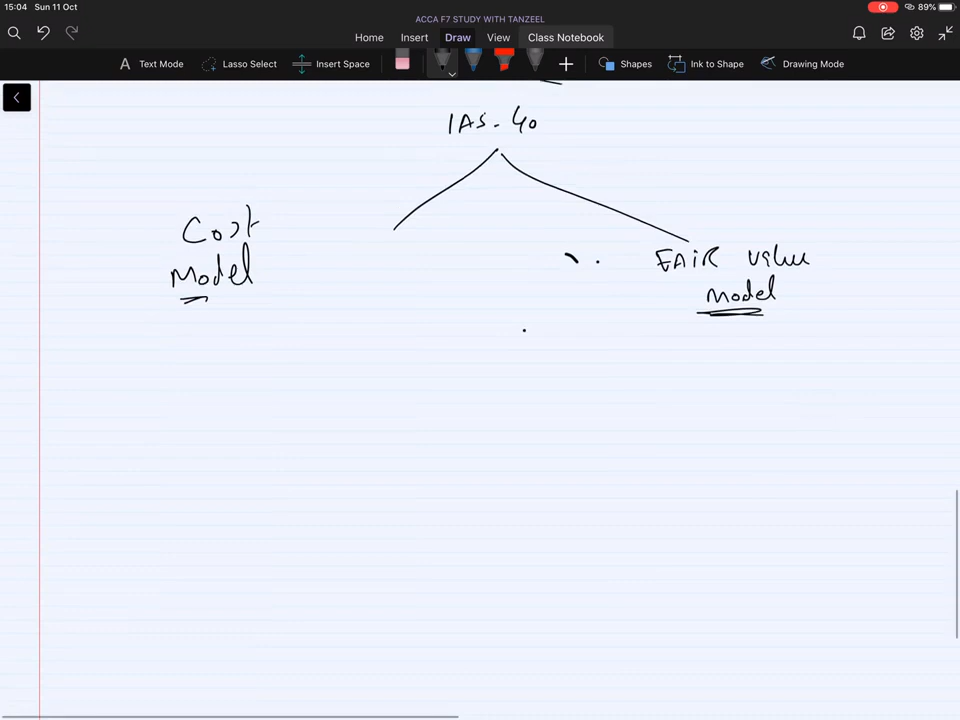 15:04 Sun 11 Oct
89%
ACCA F7 STUDY WITH TANZEEL
Home Insert Draw View Class Notebook
Text Mode Lasso Select Insert Space Shapes Ink to Shape Drawing Mode
IAS - 40
Cost
Model
FAIR value
Model